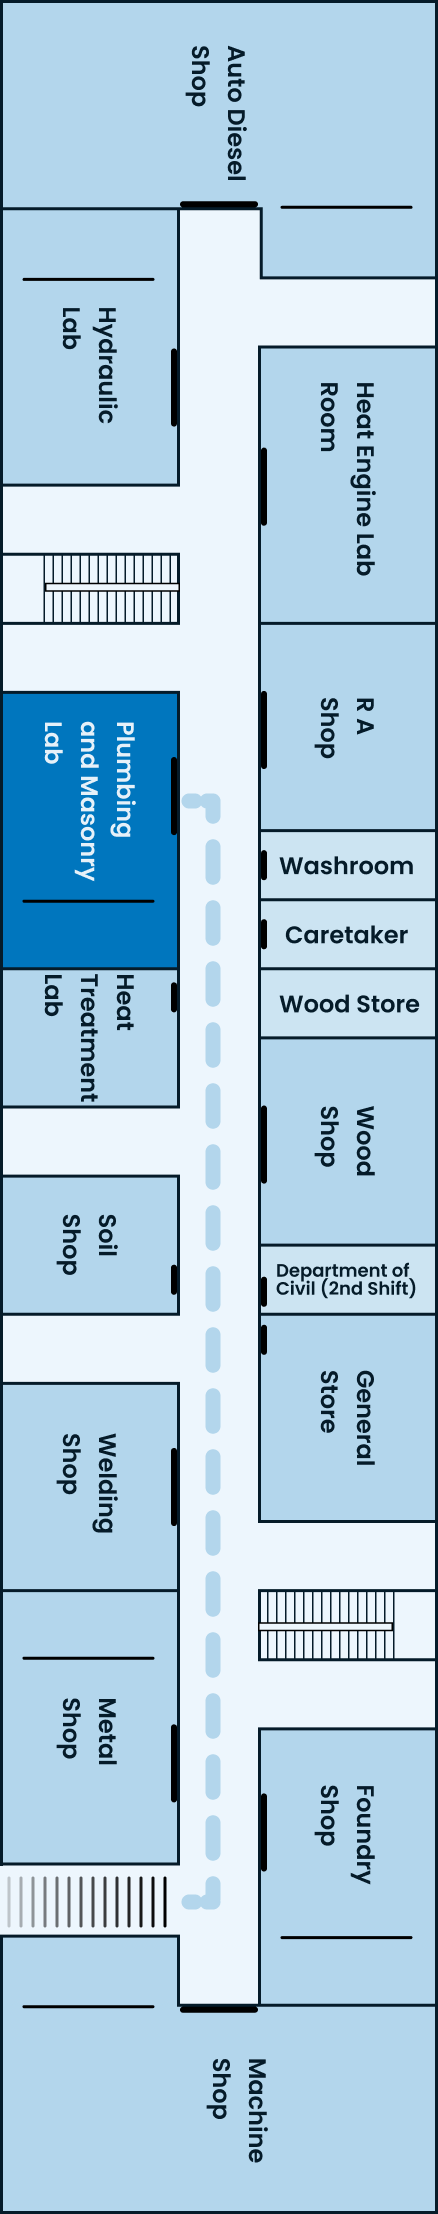 Auto Diesel
Shop
Hydraulic
Lab
Heat Engine Lab
Room
R A
Shop
Plumbing
and Masonry
Lab
Washroom
Caretaker
Heat
Treatment
Lab
Wood Store
Wood
Shop
Soil
Shop
Department of
Civil (2nd Shift)
General
Store
Welding
Shop
Metal
Shop
Foundry
Shop
Machine
Shop